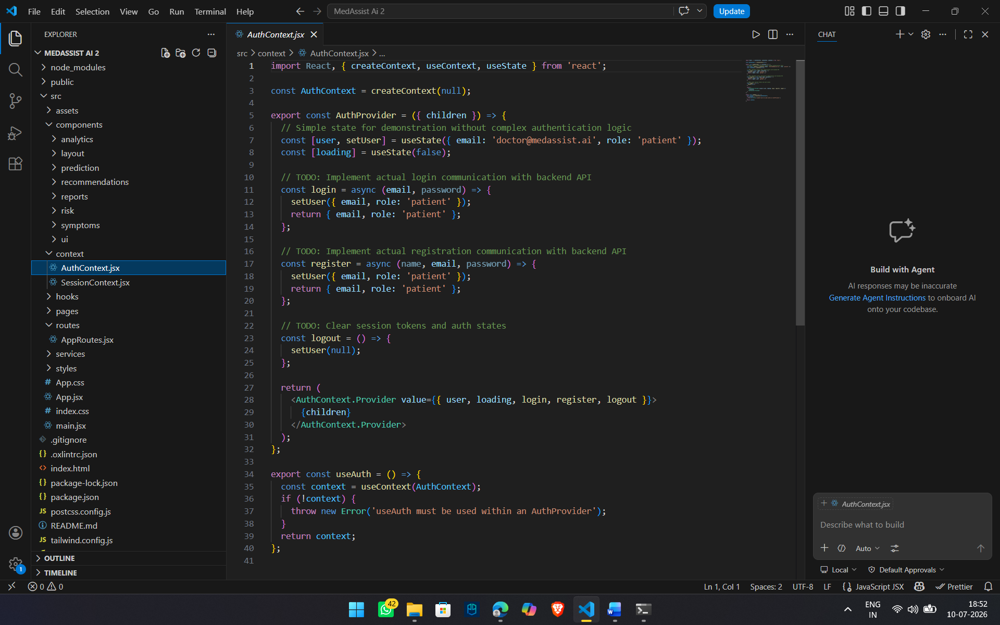 File Edit Selection View Go Run Terminal Help
MedAssist Ai 2
Update
EXPLORER
MEDASSIST AI 2
node_modules
public
src
assets
components
analytics
layout
prediction
recommendations
reports
risk
symptoms
ui
context
AuthContext.jsx
SessionContext.jsx
hooks
pages
routes
AppRoutes.jsx
services
styles
# App.css
App.jsx
# index.css
main.jsx
.gitignore
{} .oxlintrc.json
<> index.html
{} package-lock.json
{} package.json
JS postcss.config.js
README.md
JS tailwind.config.js
OUTLINE
TIMELINE
AuthContext.jsx
src > context > AuthContext.jsx > ...
1 import React, { createContext, useContext, useState } from 'react';
2
3 const AuthContext = createContext(null);
4
5 export const AuthProvider = ({ children }) => {
6 // Simple state for demonstration without complex authentication logic
7 const [user, setUser] = useState({ email: 'doctor@medassist.ai', role: 'patient' });
8 const [loading] = useState(false);
9
10 // TODO: Implement actual login communication with backend API
11 const login = async (email, password) => {
12 setUser({ email, role: 'patient' });
13 return { email, role: 'patient' };
14 };
15
16 // TODO: Implement actual registration communication with backend API
17 const register = async (name, email, password) => {
18 setUser({ email, role: 'patient' });
19 return { email, role: 'patient' };
20 };
21
22 // TODO: Clear session tokens and auth states
23 const logout = () => {
24 setUser(null);
25 };
26
27 return (
28 <AuthContext.Provider value={{ user, loading, login, register, logout }}>
29 {children}
30 </AuthContext.Provider>
31 );
32 };
33
34 export const useAuth = () => {
35 const context = useContext(AuthContext);
36 if (!context) {
37 throw new Error('useAuth must be used within an AuthProvider');
38 }
39 return context;
40 };
41
CHAT
Build with Agent
AI responses may be inaccurate
Generate Agent Instructions to onboard AI
onto your codebase.
AuthContext.jsx
Describe what to build
Auto
Local Default Approvals
1
0 0
Ln 1, Col 1 Spaces: 2 UTF-8 LF JavaScript JSX Prettier
42
ENG
IN
18:52
10-07-2026